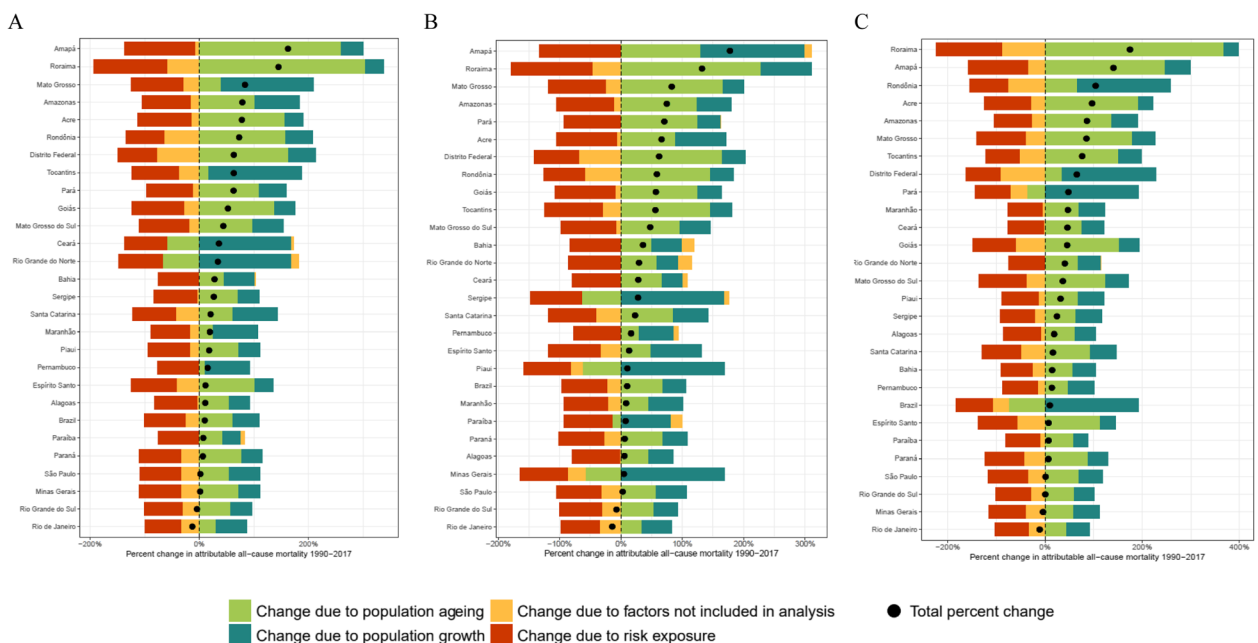 A
Amapá
Roraima
Mato Grosso
Amazonas
Acre
Rondônia
Distrito Federal
Tocantins
Pará
Goiás
Mato Grosso do Sul
Ceará
Rio Grande do Norte
Bahia
Sergipe
Santa Catarina
Maranhão
Piauí
Pernambuco
Espírito Santo
Alagoas
Brazil
Paraíba
Paraná
São Paulo
Minas Gerais
Rio Grande do Sul
Rio de Janeiro
−200%
0%
200%
Percent change in attributable all−cause mortality 1990−2017
B
Amapá
Roraima
Mato Grosso
Amazonas
Pará
Acre
Distrito Federal
Rondônia
Goiás
Tocantins
Mato Grosso do Sul
Bahia
Rio Grande do Norte
Ceará
Sergipe
Santa Catarina
Pernambuco
Espírito Santo
Piauí
Brazil
Maranhão
Paraíba
Paraná
Alagoas
Minas Gerais
São Paulo
Rio Grande do Sul
Rio de Janeiro
−200%
−100%
0%
100%
200%
300%
Percent change in attributable all−cause mortality 1990−2017
C
Roraima
Amapá
Rondônia
Acre
Amazonas
Mato Grosso
Tocantins
Distrito Federal
Pará
Maranhão
Ceará
Goiás
Rio Grande do Norte
Mato Grosso do Sul
Piauí
Sergipe
Alagoas
Santa Catarina
Bahia
Pernambuco
Brazil
Espírito Santo
Paraíba
Paraná
São Paulo
Rio Grande do Sul
Minas Gerais
Rio de Janeiro
−200%
0%
200%
400%
Percent change in attributable all−cause mortality 1990−2017
Change due to population ageing
Change due to population growth
Change due to factors not included in analysis
Change due to risk exposure
Total percent change